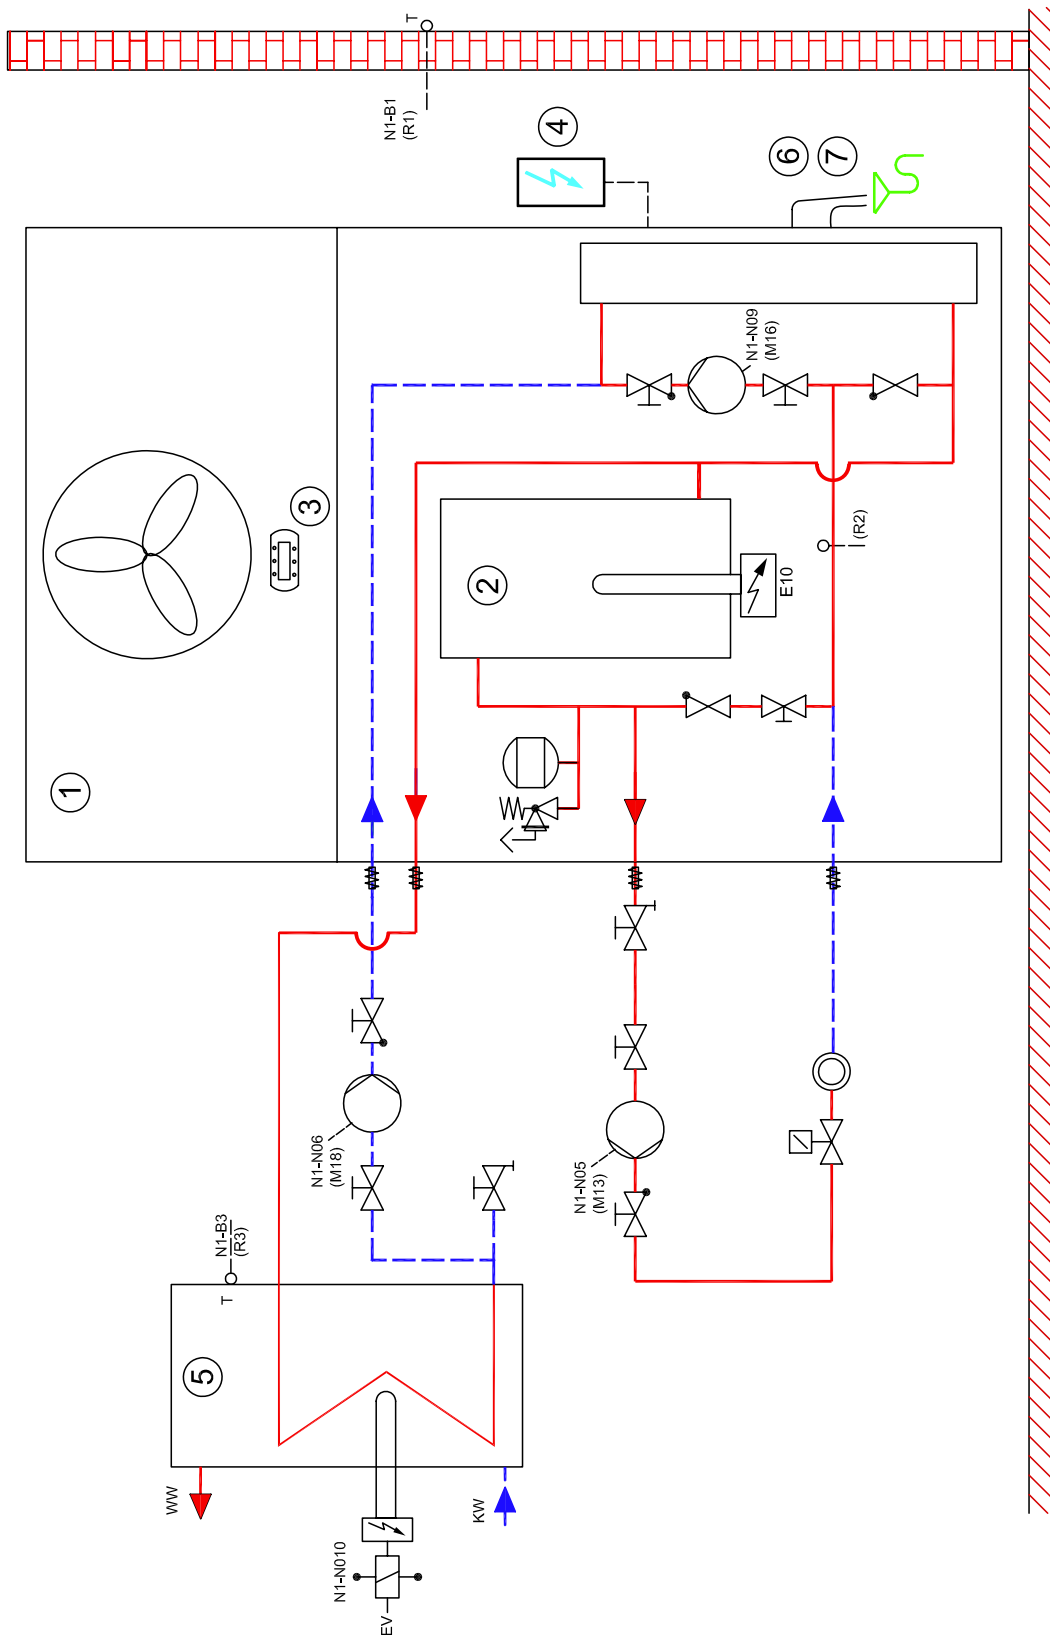 T
N1-B1
(R1)
4
6
7
N1-N09
(M16)
3
2
E10
(R2)
1
N1-N06
(M18)
N1-N05
(M13)
N1-B3
(R3)
T
5
WW
KW
N1-N010
EV